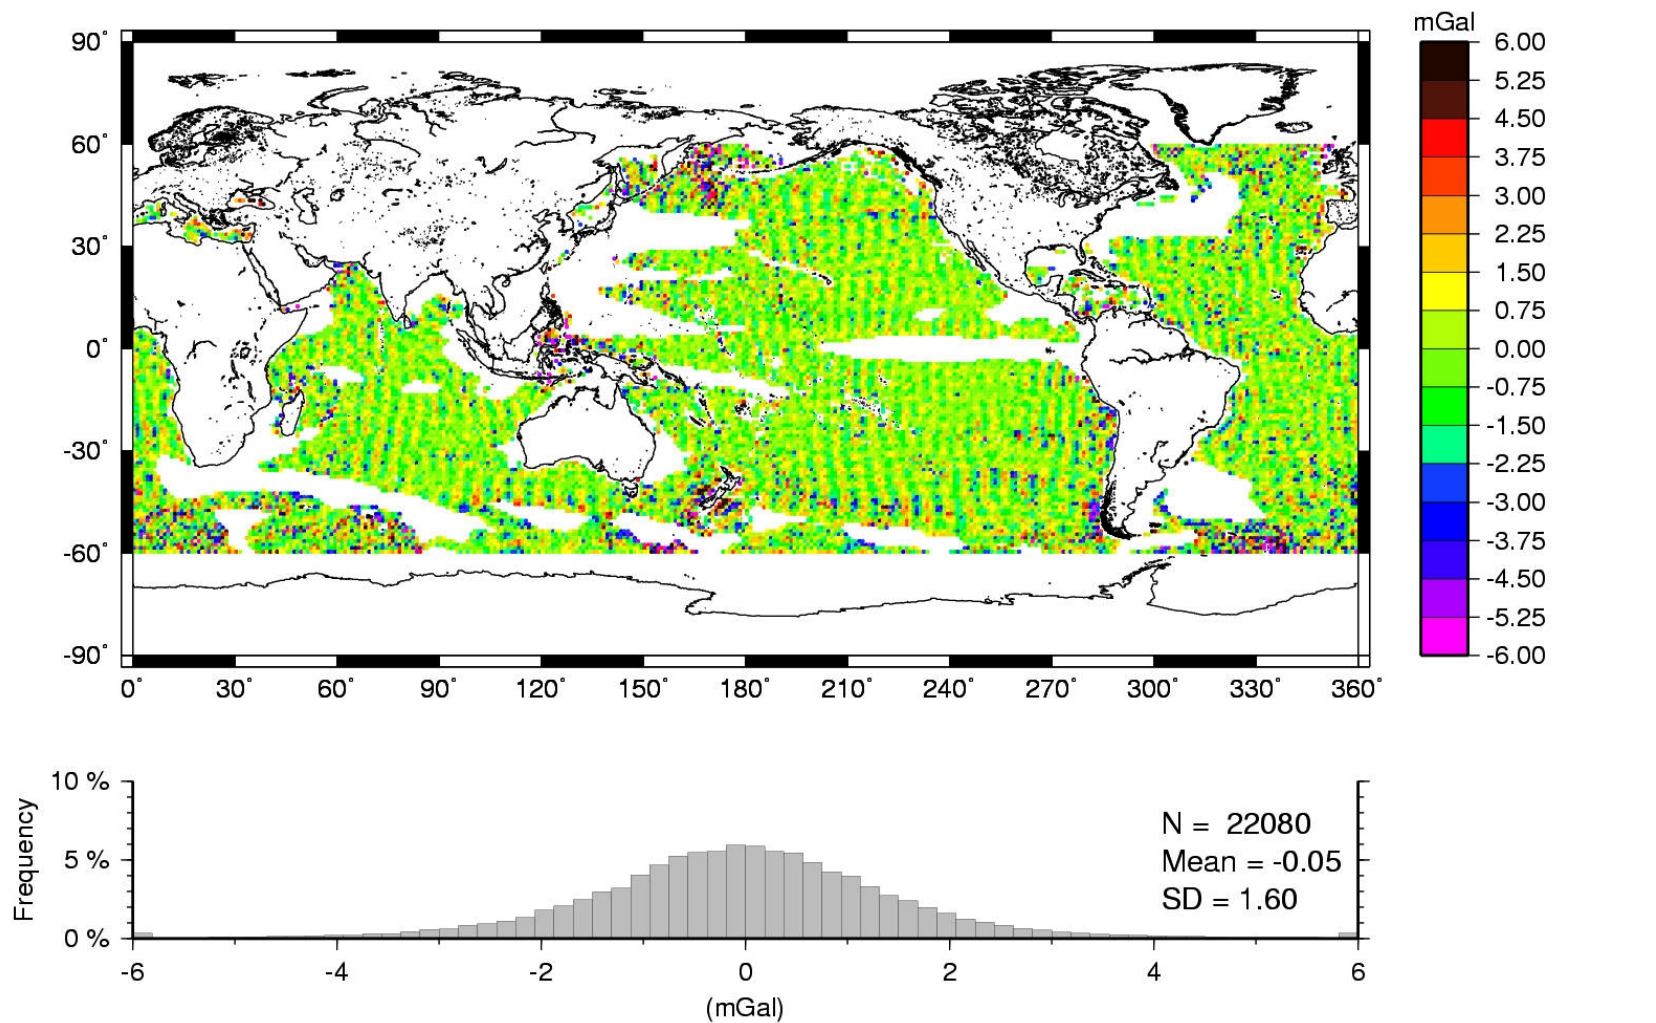 mGal
90° 6.00
5.25
4.50
60° 3.75
3.00
30° 2.25
1.50
0.75
0° 0.00
-0.75
-1.50
-30° -2.25
-3.00
-3.75
-60° -4.50
-5.25
-90° -6.00
0° 30° 60° 90° 120° 150° 180° 210° 240° 270° 300° 330° 360°
10 %
5 %
0 %
Frequency
N = 22080
Mean = -0.05
SD = 1.60
-6 -4 -2 0 2 4 6
(mGal)